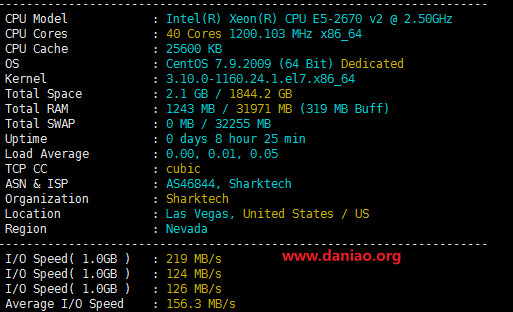 CPU Model : Intel(R) Xeon(R) CPU E5-2670 v2 @ 2.50GHz
CPU Cores : 40 Cores 1200.103 MHz x86_64
CPU Cache : 25600 KB
OS : CentOS 7.9.2009 (64 Bit) Dedicated
Kernel : 3.10.0-1160.24.1.el7.x86_64
Total Space : 2.1 GB / 1844.2 GB
Total RAM : 1243 MB / 31971 MB (319 MB Buff)
Total SWAP : 0 MB / 32255 MB
Uptime : 0 days 8 hour 25 min
Load Average : 0.00, 0.01, 0.05
TCP CC : cubic
ASN & ISP : AS46844, Sharktech
Organization : Sharktech
Location : Las Vegas, United States / US
Region : Nevada
I/O Speed( 1.0GB ) : 219 MB/s
www.daniao.org
I/O Speed( 1.0GB ) : 124 MB/s
I/O Speed( 1.0GB ) : 126 MB/s
Average I/O Speed : 156.3 MB/s